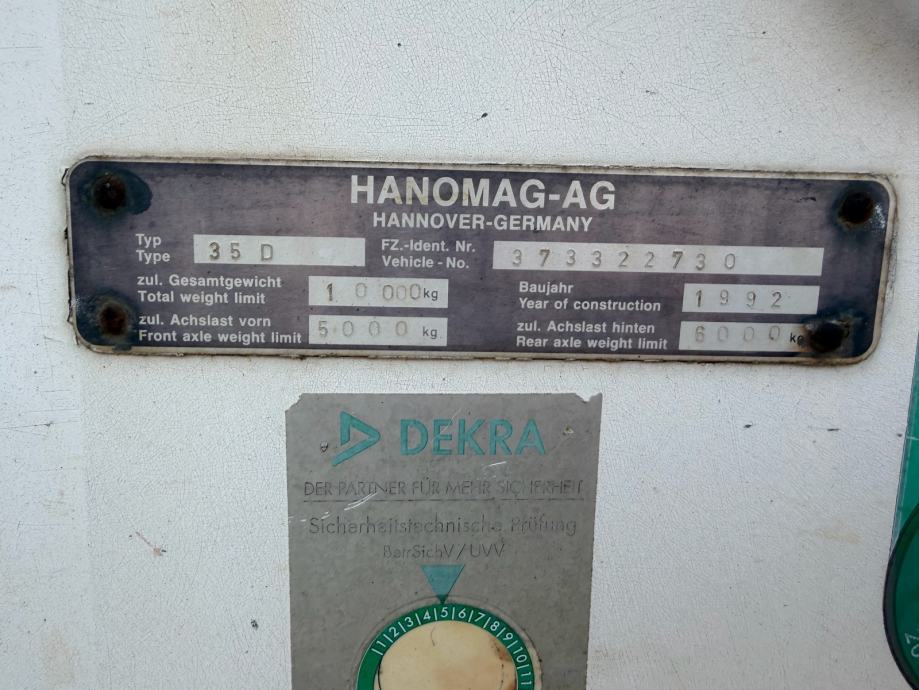 HANOMAG-AG
HANNOVER-GERMANY
Typ
Type 35 D
FZ.-Ident. Nr.
Vehicle-No. 373322730
zul. Gesamtgewicht
Total weight limit 10000 kg
Baujahr
Year of construction 1992
zul. Achslast vorn
Front axle weight limit 5000 kg.
zul. Achslast hinten
Rear axle weight limit 6000 kg
DEKRA
DER PARTNER FÜR MEHR SICHERHEIT
Sicherheitstechnische Prüfung
BetrSichV/UVV
1|2|3|4|5|6|7|8|9|10|11